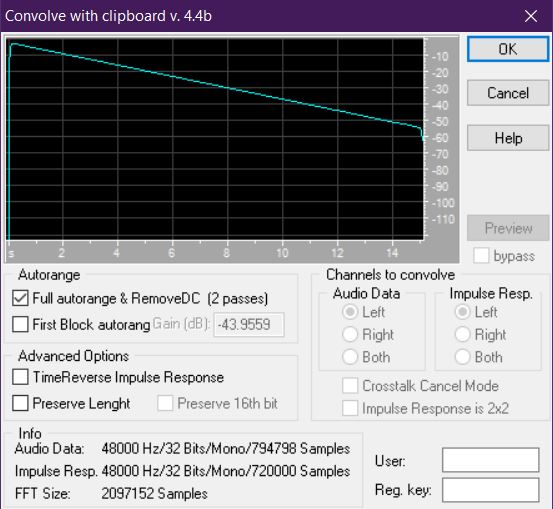 Convolve with clipboard v. 4.4b
OK
Cancel
Help
Preview
bypass
-10
-20
-30
-40
-50
-60
-70
-80
-90
-100
-110
s 2 4 6 8 10 12 14
Autorange
Full autorange & RemoveDC (2 passes)
First Block autorang Gain (dB): -43.9559
Advanced Options
TimeReverse Impulse Response
Preserve Lenght Preserve 16th bit
Channels to convolve
Audio Data
Left
Right
Both
Impulse Resp.
Left
Right
Both
Crosstalk Cancel Mode
Impulse Response is 2x2
Info
Audio Data: 48000 Hz/32 Bits/Mono/794798 Samples
Impulse Resp. 48000 Hz/32 Bits/Mono/720000 Samples
FFT Size: 2097152 Samples
User:
Reg. key: